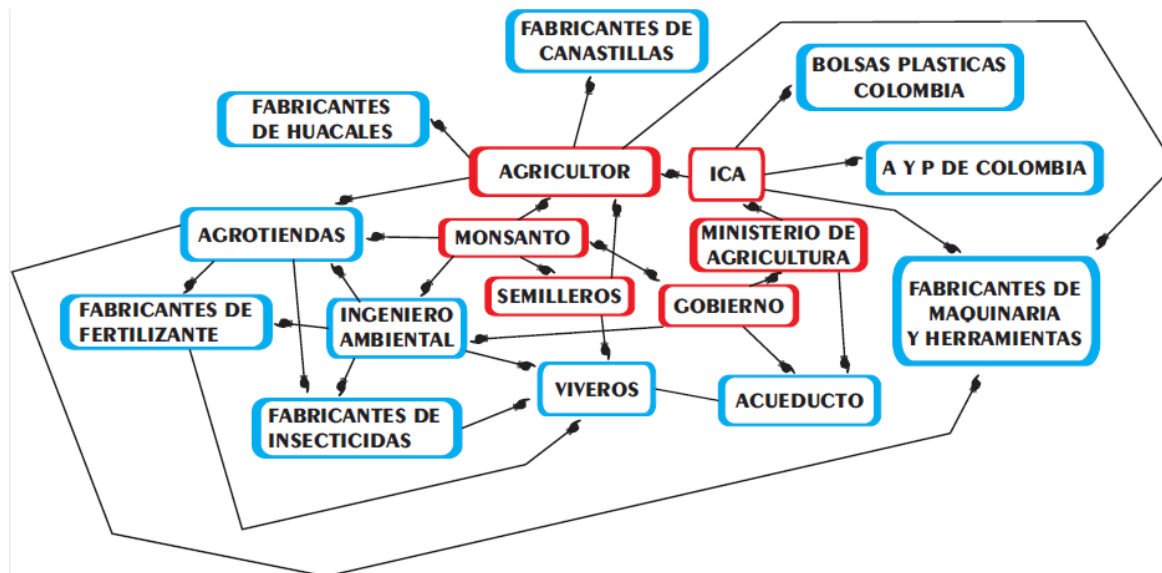 FABRICANTES DE
CANASTILLAS
BOLSAS PLASTICAS
COLOMBIA
FABRICANTES
DE HUACALES
AGRICULTOR
ICA
A Y P DE COLOMBIA
AGROTIENDAS
MONSANTO
MINISTERIO DE
AGRICULTURA
SEMILLEROS
GOBIERNO
FABRICANTES DE
MAQUINARIA
Y HERRAMIENTAS
FABRICANTES DE
FERTILIZANTE
INGENIERO
AMBIENTAL
VIVEROS
ACUEDUCTO
FABRICANTES DE
INSECTICIDAS